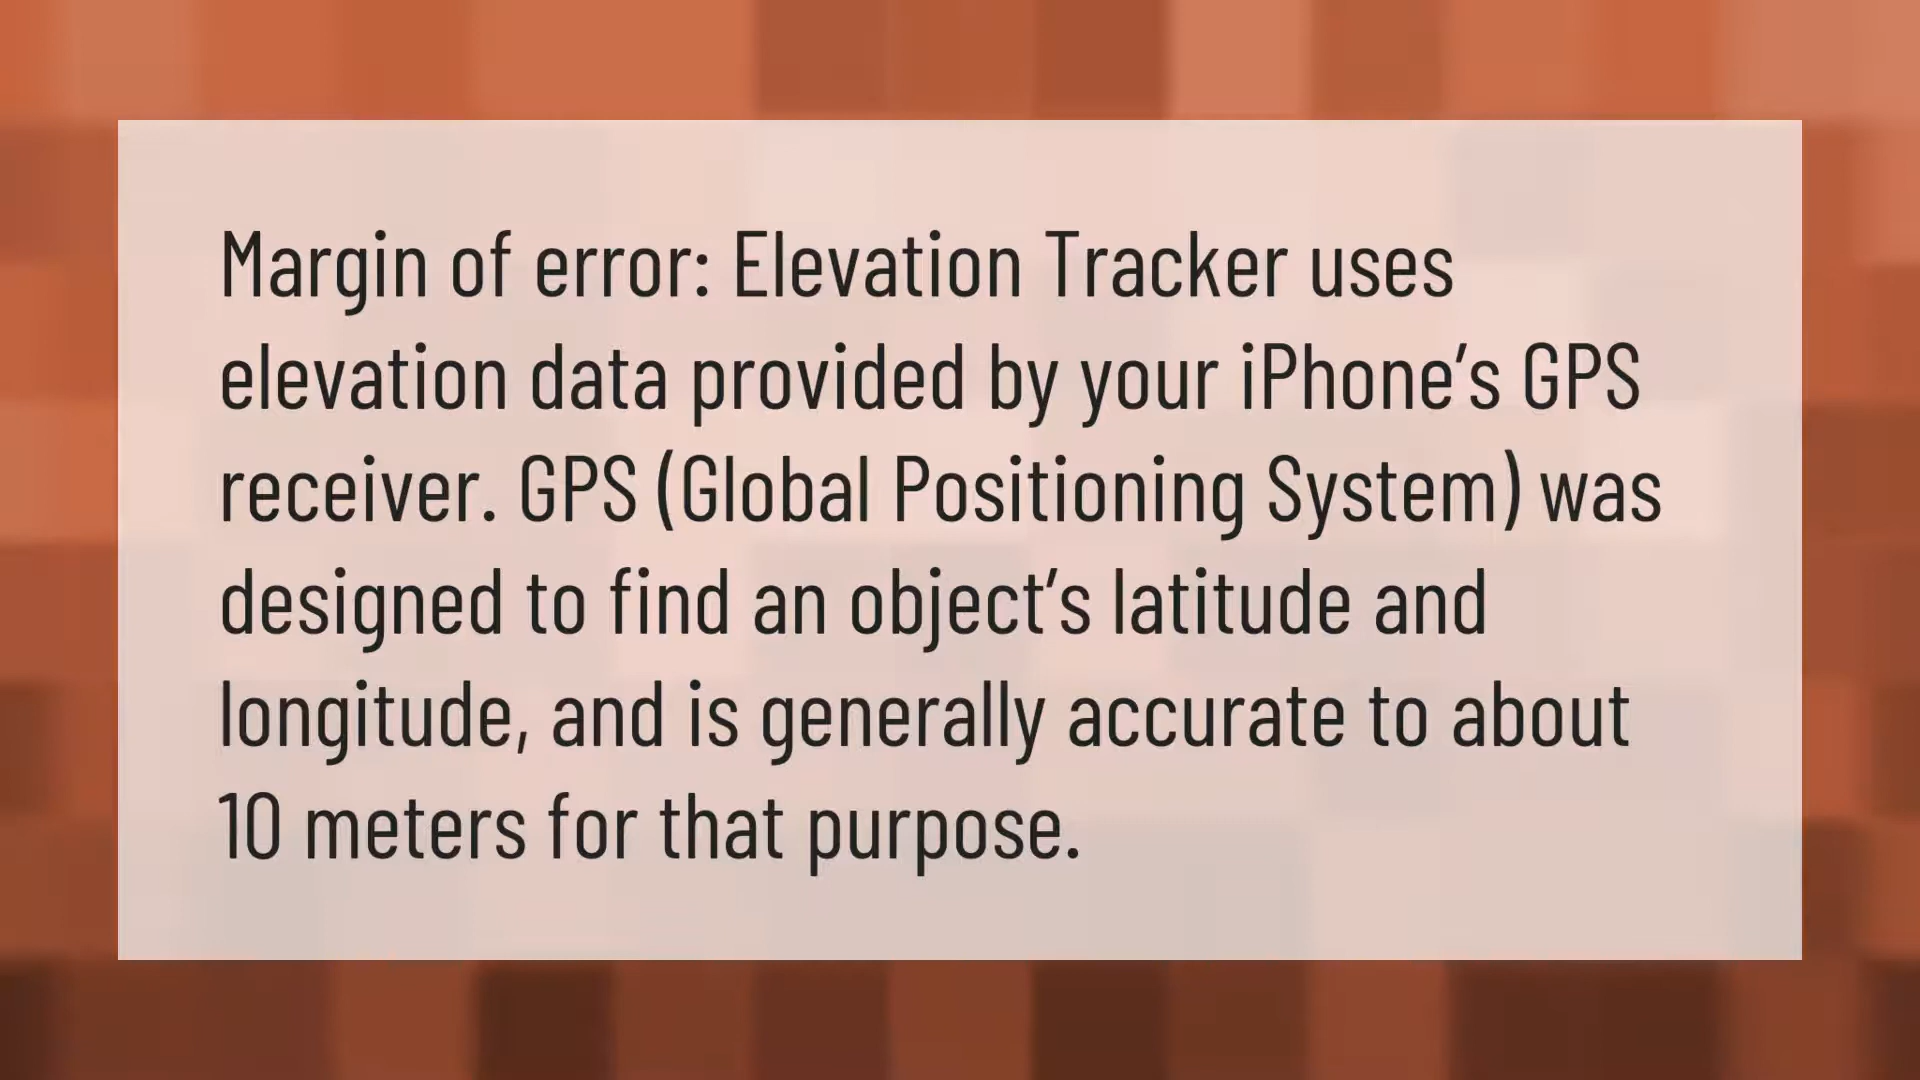 Margin of error: Elevation Tracker uses
elevation data provided by your iPhone’s GPS
receiver. GPS (Global Positioning System) was
designed to find an object’s latitude and
longitude, and is generally accurate to about
10 meters for that purpose.